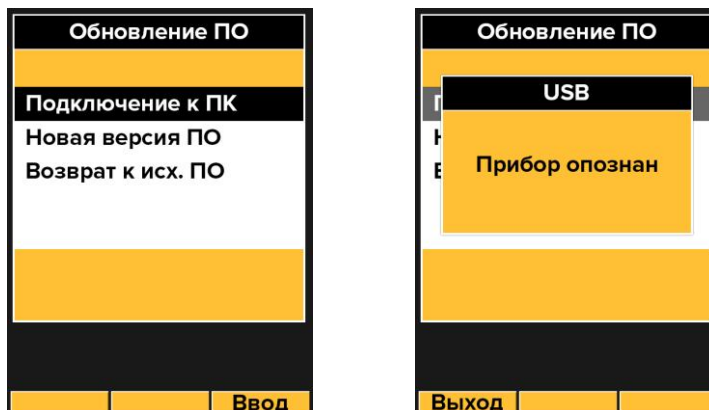 Обновление ПО
Подключение к ПК
Новая версия ПО
Возврат к исх. ПО
Ввод
Обновление ПО
USB
Прибор опознан
Выход